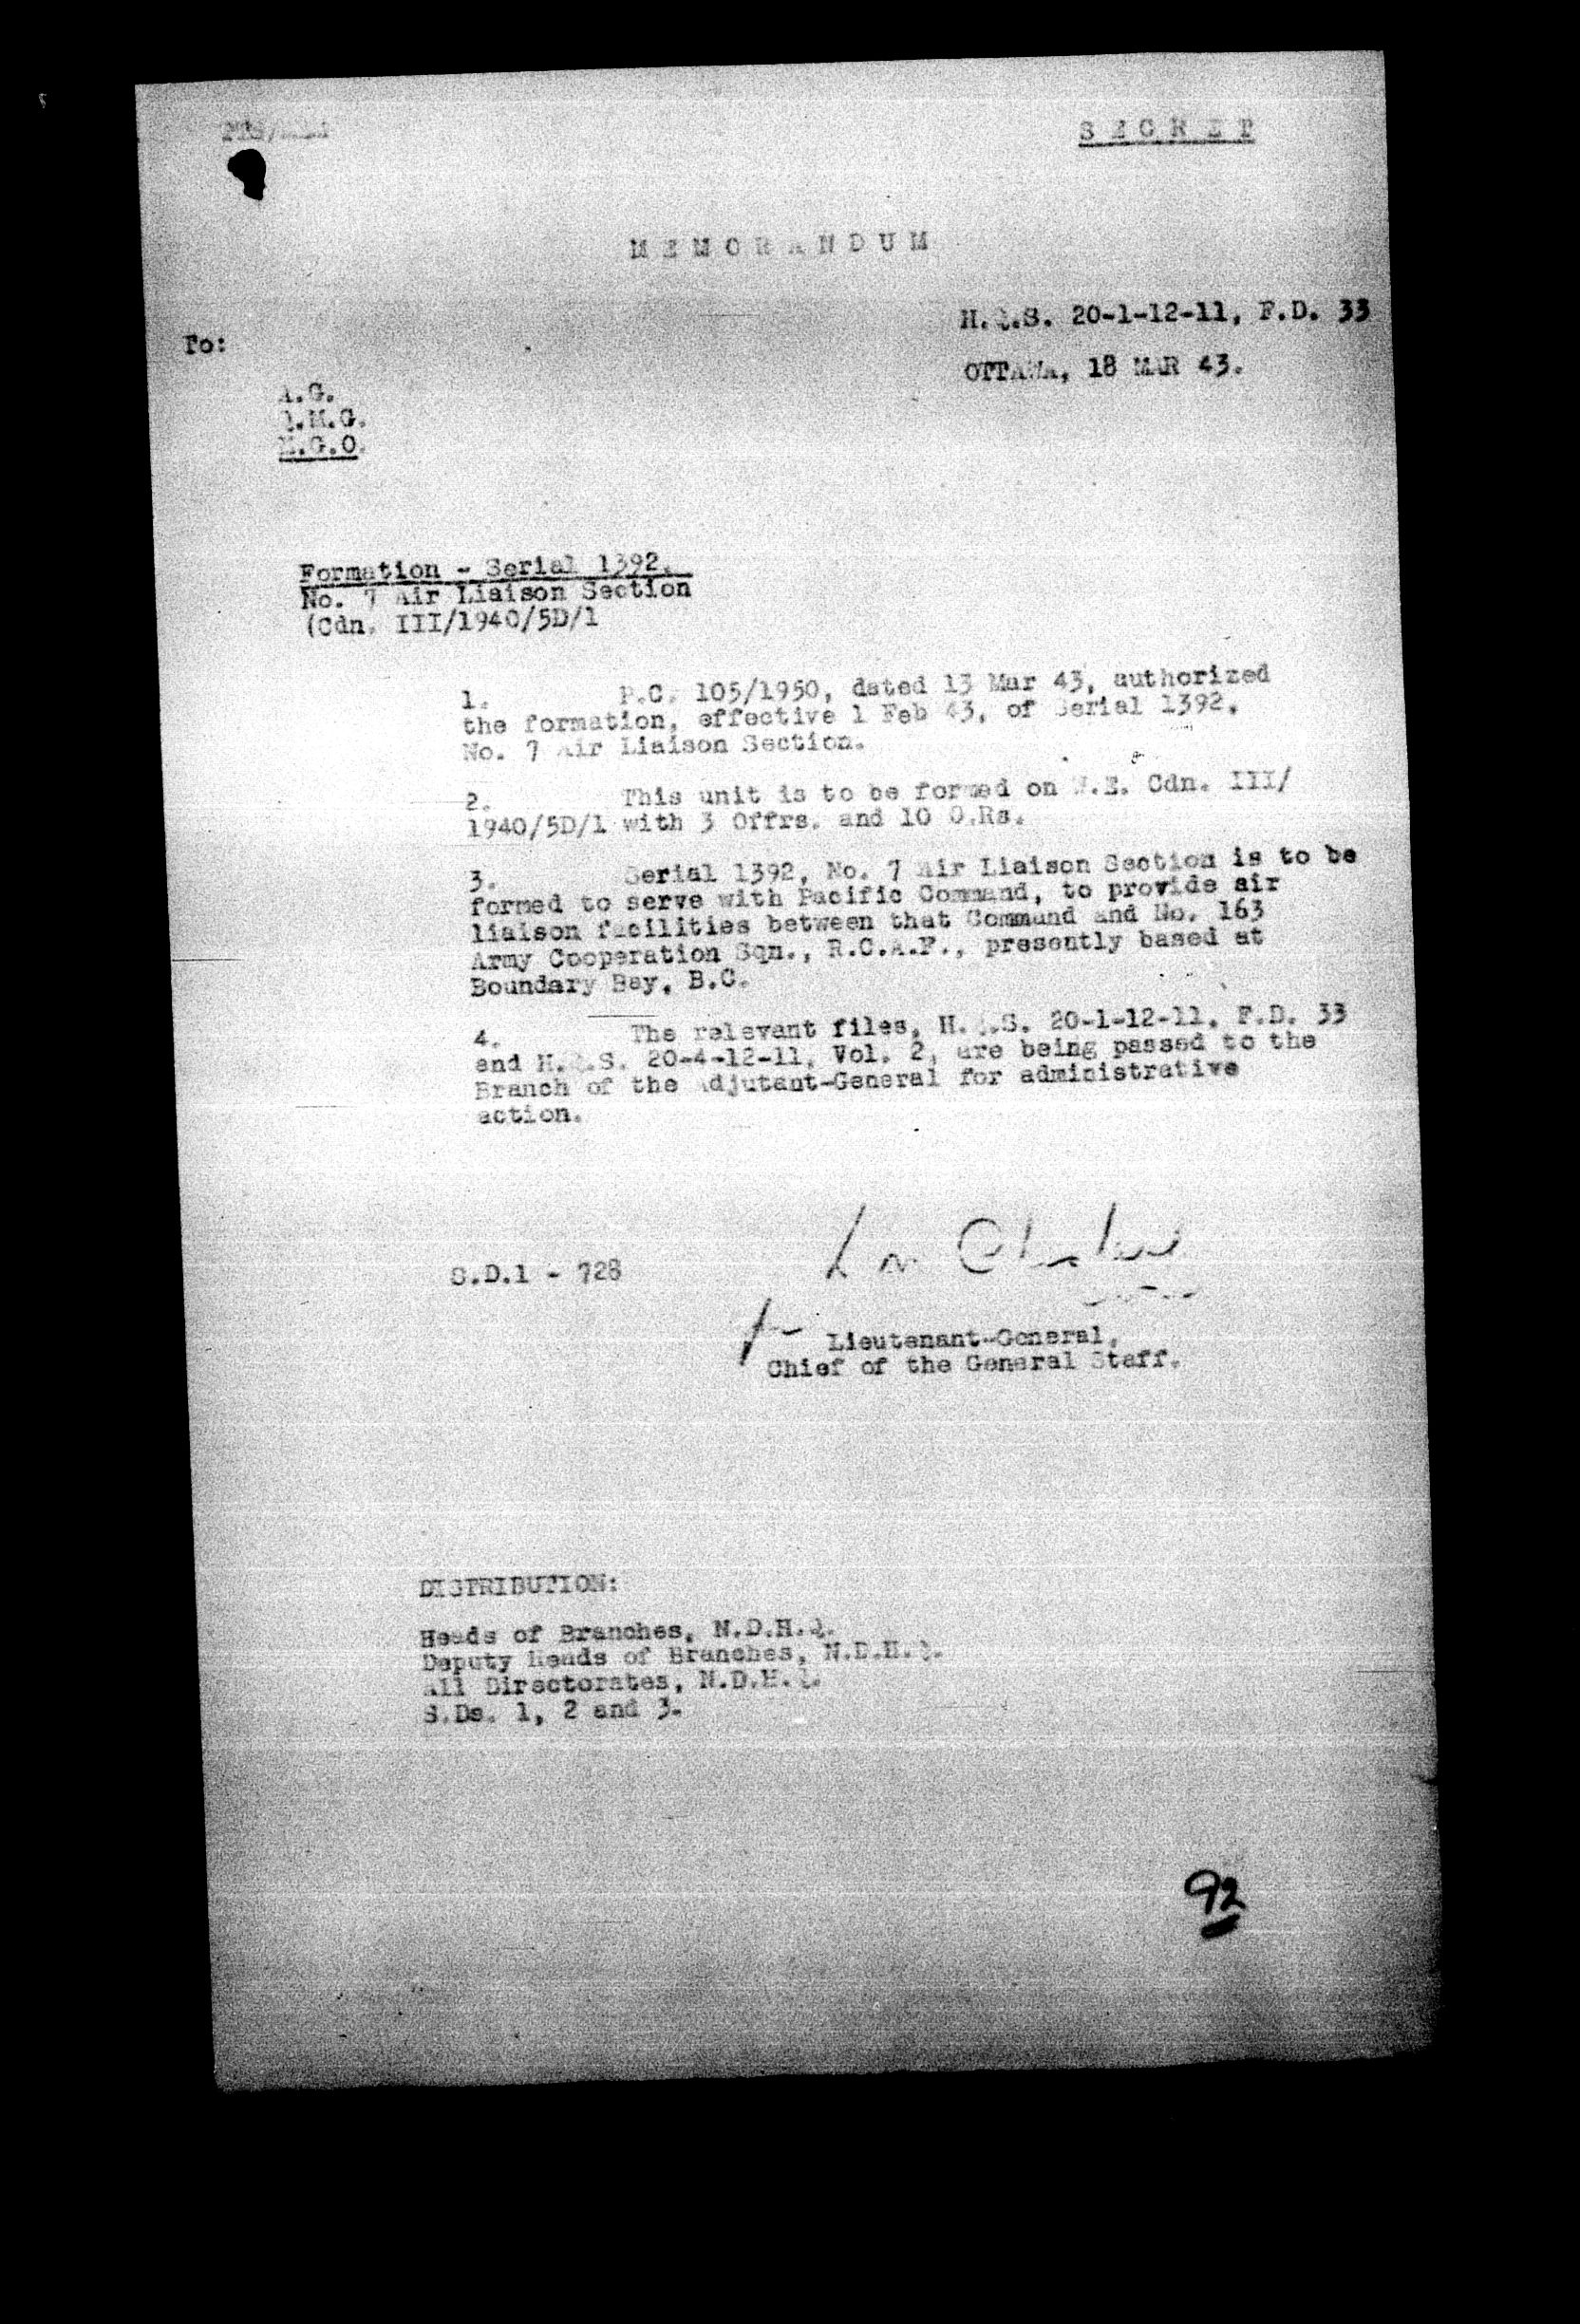 S E C R E T
M E M O R A N D U M
H.Q.S. 20-1-12-11, F.D. 33
To:
OTTAWA, 18 MAR 43.
A.G.
Q.M.G.
M.G.O.
Formation - Serial 1392.
No. 7 Air Liaison Section
(Cdn. III/1940/5D/1
1. P.C. 105/1950, dated 13 Mar 43, authorized
the formation, effective 1 Feb 43, of Serial 1392,
No. 7 Air Liaison Section.
2. This unit is to be formed on W.E. Cdn. III/
1940/5D/1 with 3 Offrs. and 10 O.Rs.
3. Serial 1392, No. 7 Air Liaison Section is to be
formed to serve with Pacific Command, to provide air
liaison facilities between that Command and No. 163
Army Cooperation Sqn., R.C.A.F., presently based at
Boundary Bay, B.C.
4. The relevant files, H.Q.S. 20-1-12-11, F.D. 33
and H.Q.S. 20-4-12-11, Vol. 2, are being passed to the
Branch of the Adjutant-General for administrative
action.
S.D.1 - 728
for Lieutenant-General,
Chief of the General Staff.
DISTRIBUTION:
Heads of Branches, N.D.H.Q.
Deputy Heads of Branches, N.D.H.Q.
All Directorates, N.D.H.Q.
S.Ds. 1, 2 and 3.
92